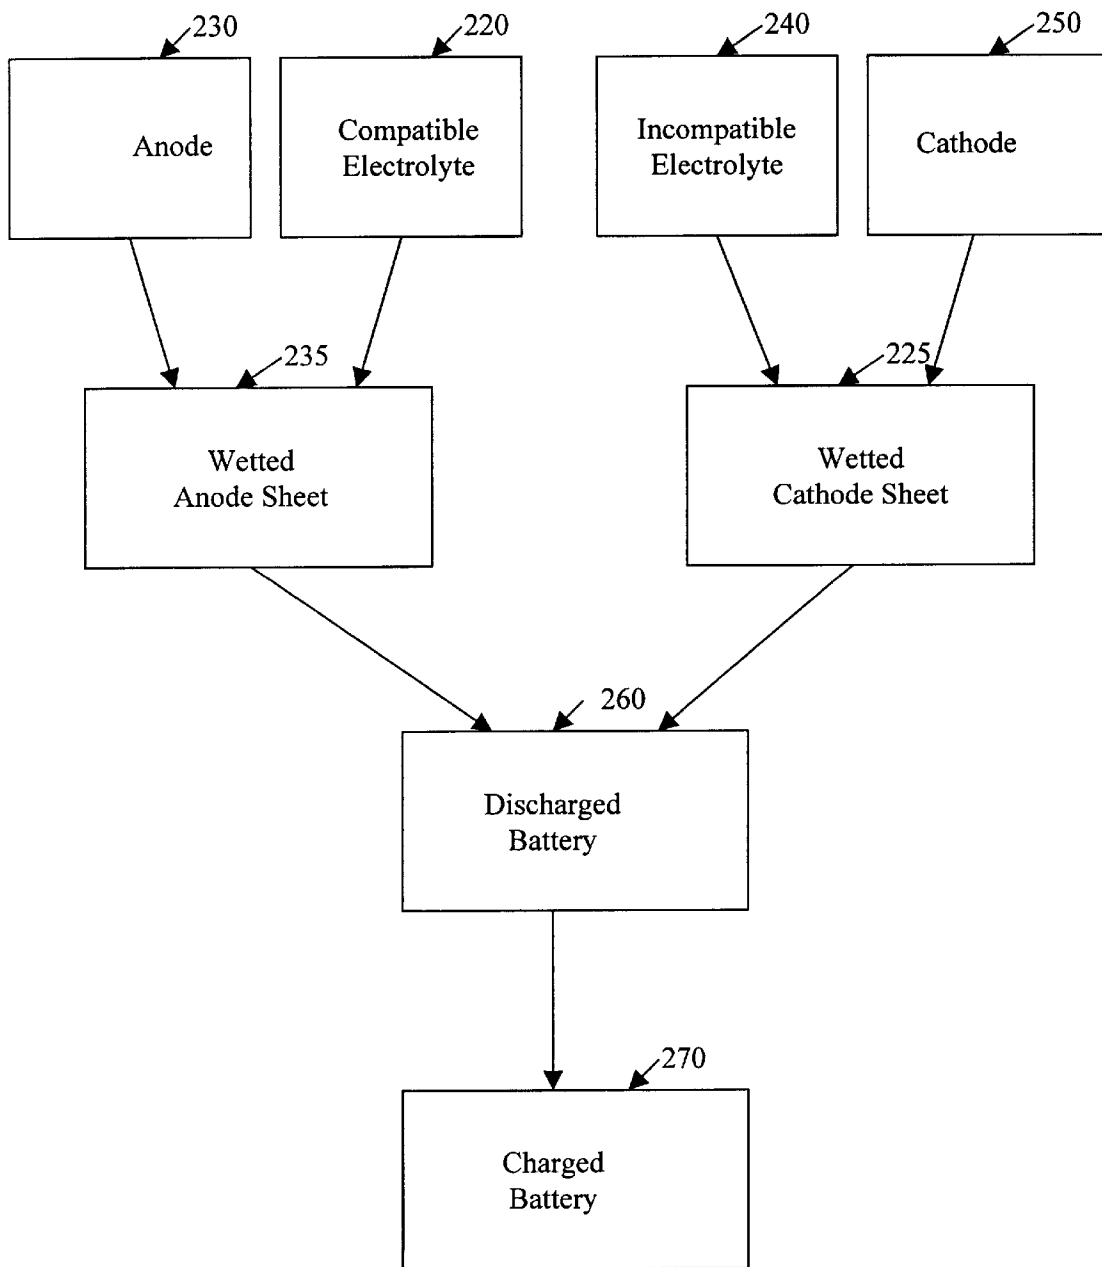 230
220
240
250
Anode
Compatible
Electrolyte
Incompatible
Electrolyte
Cathode
235
225
Wetted
Anode Sheet
Wetted
Cathode Sheet
260
Discharged
Battery
270
Charged
Battery